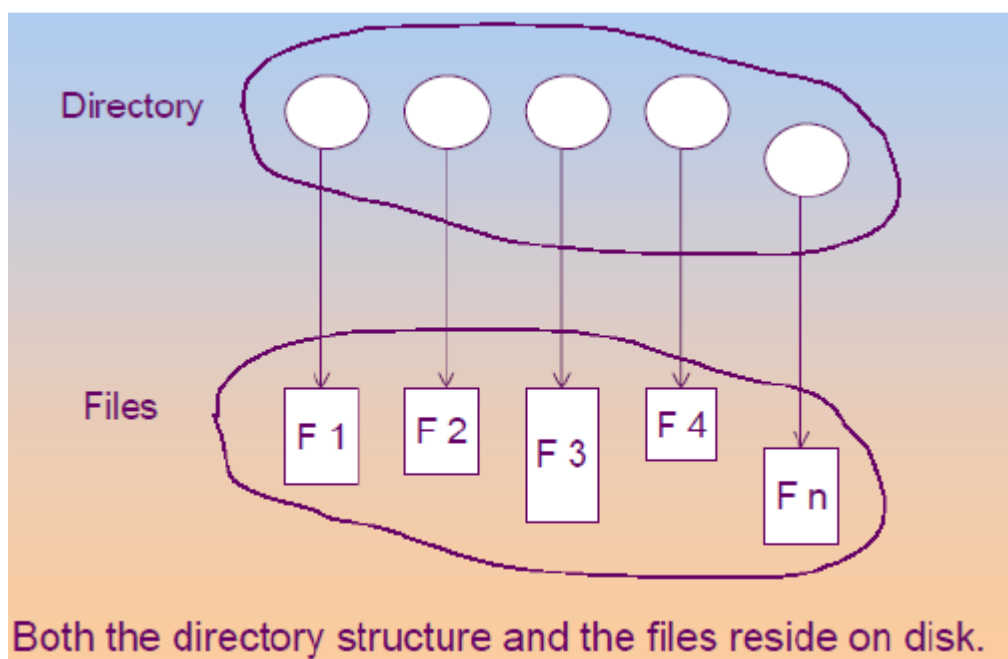 Directory
Files
F 1
F 2
F 3
F 4
F n
Both the directory structure and the files reside on disk.